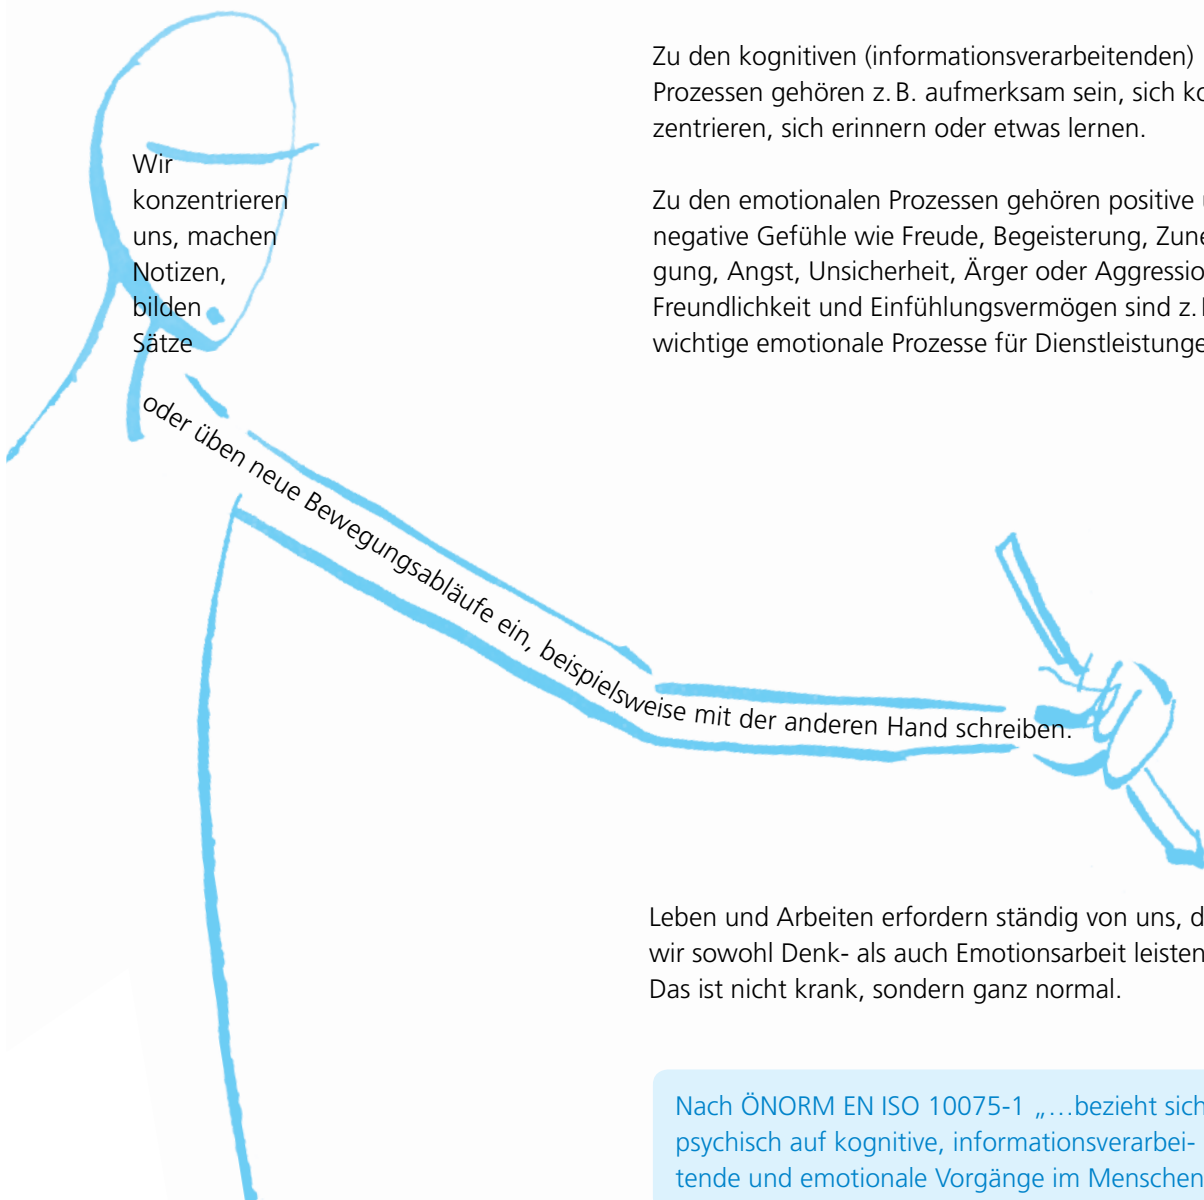 Wir
konzentrieren
uns, machen
Notizen,
bilden
Sätze
oder üben neue Bewegungsabläufe ein, beispielsweise mit der anderen Hand schreiben.
Zu den kognitiven (informationsverarbeitenden)
Prozessen gehören z. B. aufmerksam sein, sich
zentrieren, sich erinnern oder etwas lernen.
Zu den emotionalen Prozessen gehören positive
negative Gefühle wie Freude, Begeisterung,
gung, Angst, Unsicherheit, Ärger oder
Freundlichkeit und Einfühlungsvermögen sind
wichtige emotionale Prozesse für
Leben und Arbeiten erfordern ständig von uns,
wir sowohl Denk- als auch Emotionsarbeit leisten
Das ist nicht krank, sondern ganz normal.
Nach ÖNORM EN ISO 10075-1 „…bezieht sich
psychisch auf kognitive, informationsverarbei-
tende und emotionale Vorgänge im Menschen